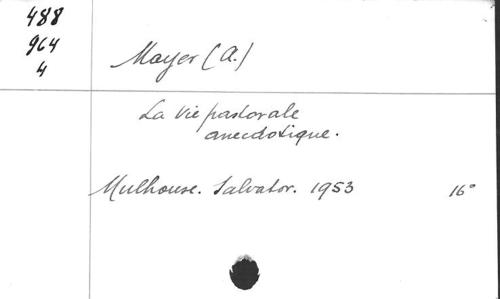 488
964
4
Mayer (A.)
La Vie pastorale
anecdotique.
Mulhouse. Salvator. 1953 16°